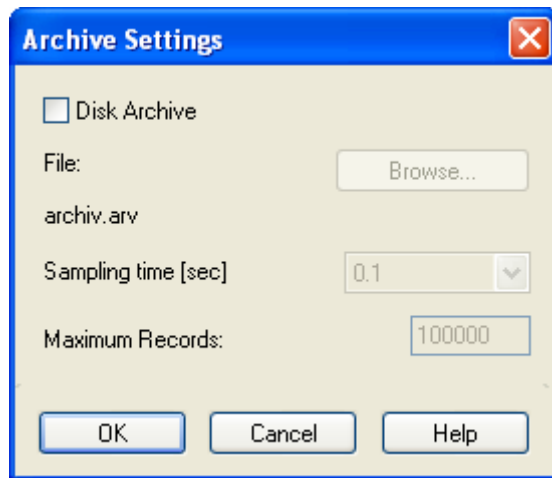 Archive Settings
Disk Archive
File:
Browse...
archiv.arv
Sampling time [sec]
0.1
Maximum Records:
100000
OK
Cancel
Help